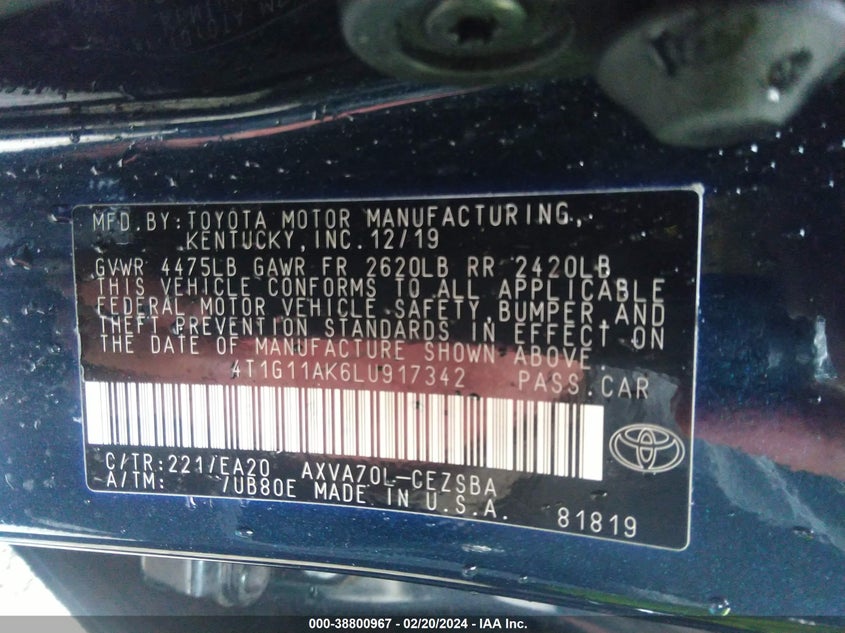 MFD. BY: TOYOTA MOTOR MANUFACTURING,
KENTUCKY, INC. 12/19
GVWR 4475LB GAWR FR 2620LB RR 2420LB
THIS VEHICLE CONFORMS TO ALL APPLICABLE
FEDERAL MOTOR VEHICLE SAFETY, BUMPER AND
THEFT PREVENTION STANDARDS IN EFFECT ON
THE DATE OF MANUFACTURE SHOWN ABOVE.
4T1G11AK6LU917342 PASS. CAR
C/TR: 221/EA20 AXVA70L-CEZSBA
A/TM: /UB80E MADE IN U.S.A. 81819
000-38800967 - 02/20/2024 - IAA Inc.